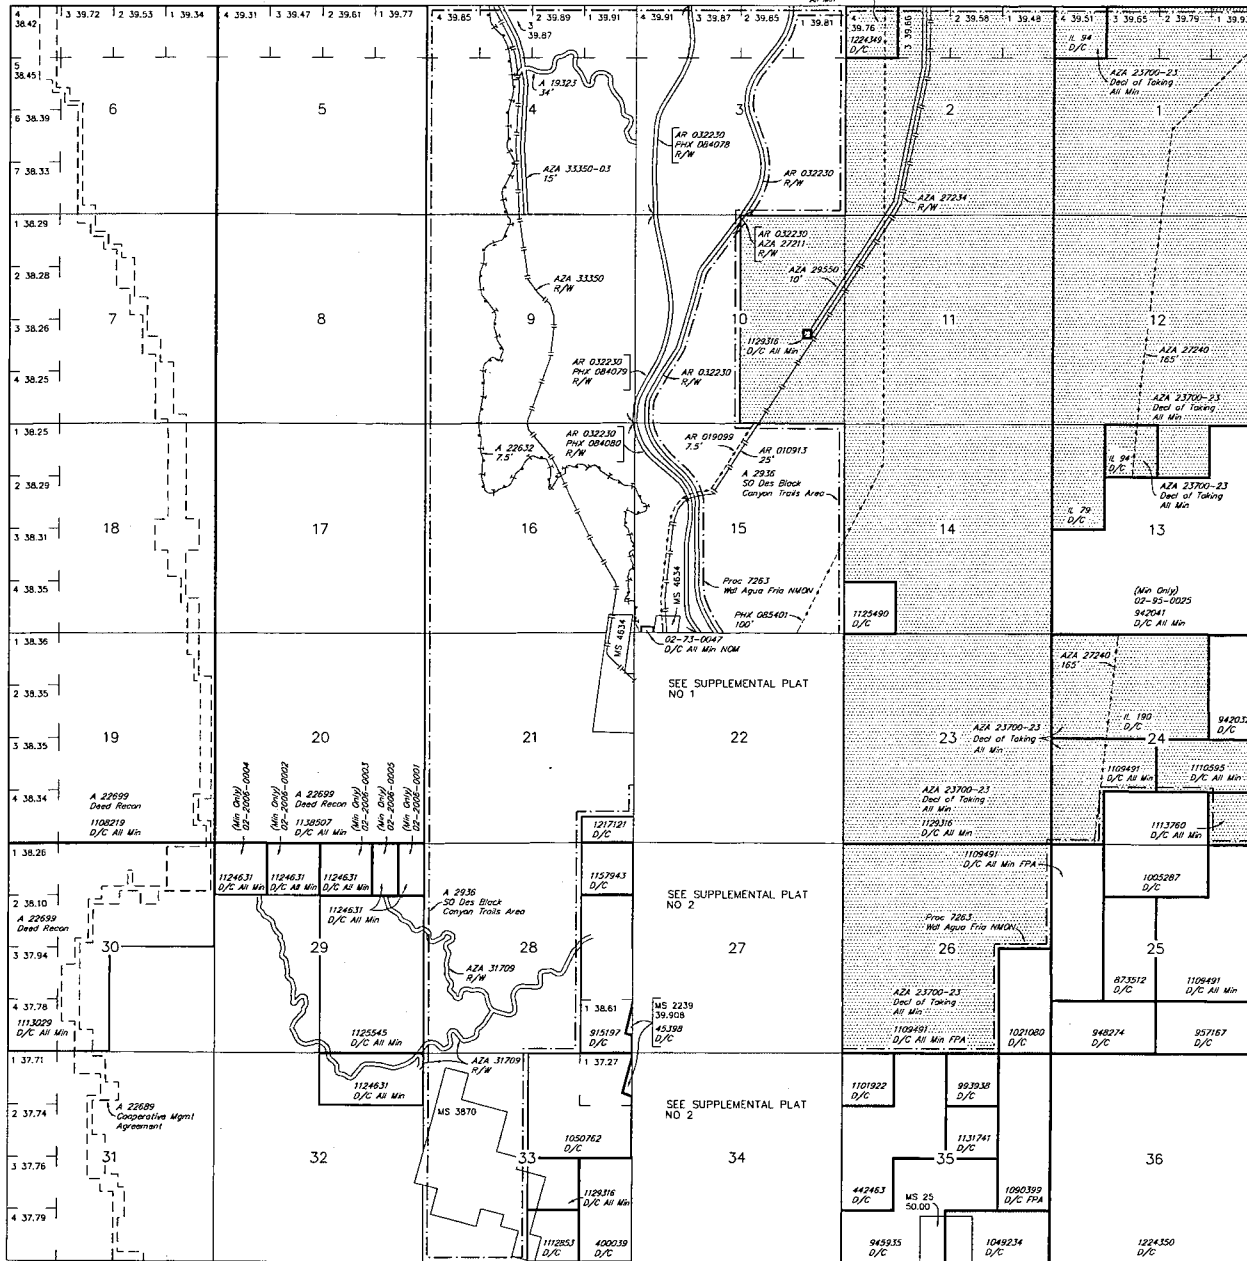 4 39.72
2 39.53
1 39.34
4 39.31
3 39.72
2 39.61
1 39.77
4 39.85
3
39.87
2 39.89
1 39.91
4 39.91
3 39.87
2 39.85
1 39.81
4
39.76
1224349
D/C
3 39.66
2 39.58
1 39.48
4 39.51
3 39.65
2 39.79
IL 94
D/C
4
38.42
5
38.45
6 38.39
7 38.33
6
5
4
3
2
1
A 19323
34'
AZA 33350-03
15'
AR 032230
PHX 084078
R/W
AR 032230
R/W
AZA 27234
R/W
AZA 23700-23
Decl of Taking
All Min
1 38.29
2 38.28
3 38.26
4 38.25
7
8
9
10
11
12
AZA 33350
R/W
AR 032230
AZA 27211
R/W
AZA 29550
10'
1129316
D/C All Min
AR 032230
PHX 084079
R/W
AR 032230
R/W
AZA 27240
165'
AZA 23700-23
Decl of Taking
All Min
1 38.25
2 38.29
3 38.31
4 38.35
18
17
16
15
14
13
A 22632
7.5'
AR 032230
PHX 084080
R/W
AR 019099
7.5'
AR 010913
25'
A 2936
SO Des Black
Canyon Trails Area
IL 94
D/C
AZA 23700-23
Decl of Taking
All Min
IL 79
D/C
MS 4634
Proc 7263
Wdl Agua Fria NMON
PHX 085401
100'
1125490
D/C
(Min Only)
02-95-0025
942041
D/C All Min
1 38.36
2 38.35
3 38.35
4 38.34
19
20
21
22
23
24
MS 4634
02-73-0047
D/C All Min NOM
SEE SUPPLEMENTAL PLAT
NO 1
AZA 27240
165'
AZA 23700-23
Decl of Taking
All Min
IL 190
D/C
1109491
D/C All Min
1110595
D/C All Min
A 22699
Deed Recon
1108219
D/C All Min
(Min Only)
02-2006-0004
(Min Only)
02-2006-0002
A 22699
Deed Recon
1138507
D/C All Min
(Min Only)
02-2006-0003
(Min Only)
02-2006-0005
(Min Only)
02-2006-0001
1217121
D/C
AZA 23700-23
Decl of Taking
All Min
1129316
D/C All Min
1113760
D/C All Min
1 38.26
2 38.10
3 37.94
4 37.78
30
29
28
27
26
25
1124631
D/C All Min
1124631
D/C All Min
1124631
D/C All Min
1124631
D/C All Min
A 2936
SO Des Black
Canyon Trails Area
1157943
D/C
SEE SUPPLEMENTAL PLAT
NO 2
1109491
D/C All Min FPA
1005287
D/C
A 22699
Deed Recon
AZA 31709
R/W
Proc 7263
Wdl Agua Fria NMON
AZA 23700-23
Decl of Taking
All Min
1109491
D/C All Min FPA
873512
D/C
1109491
D/C All Min
1113029
D/C All Min
1125545
D/C All Min
1 38.61
915197
D/C
MS 2239
39.908
45398
D/C
1021080
D/C
948274
D/C
957167
D/C
1 37.71
2 37.74
3 37.76
4 37.79
31
32
33
34
35
36
A 22689
Cooperative Mgmt
Agreement
1124631
D/C All Min
AZA 31709
R/W
1 37.27
MS 3870
1050762
D/C
SEE SUPPLEMENTAL PLAT
NO 2
1101922
D/C
993938
D/C
1131741
D/C
1129316
D/C All Min
442463
D/C
MS 25
50.00
1090399
D/C FPA
1112853
D/C
400039
D/C
945935
D/C
1049234
D/C
1224350
D/C